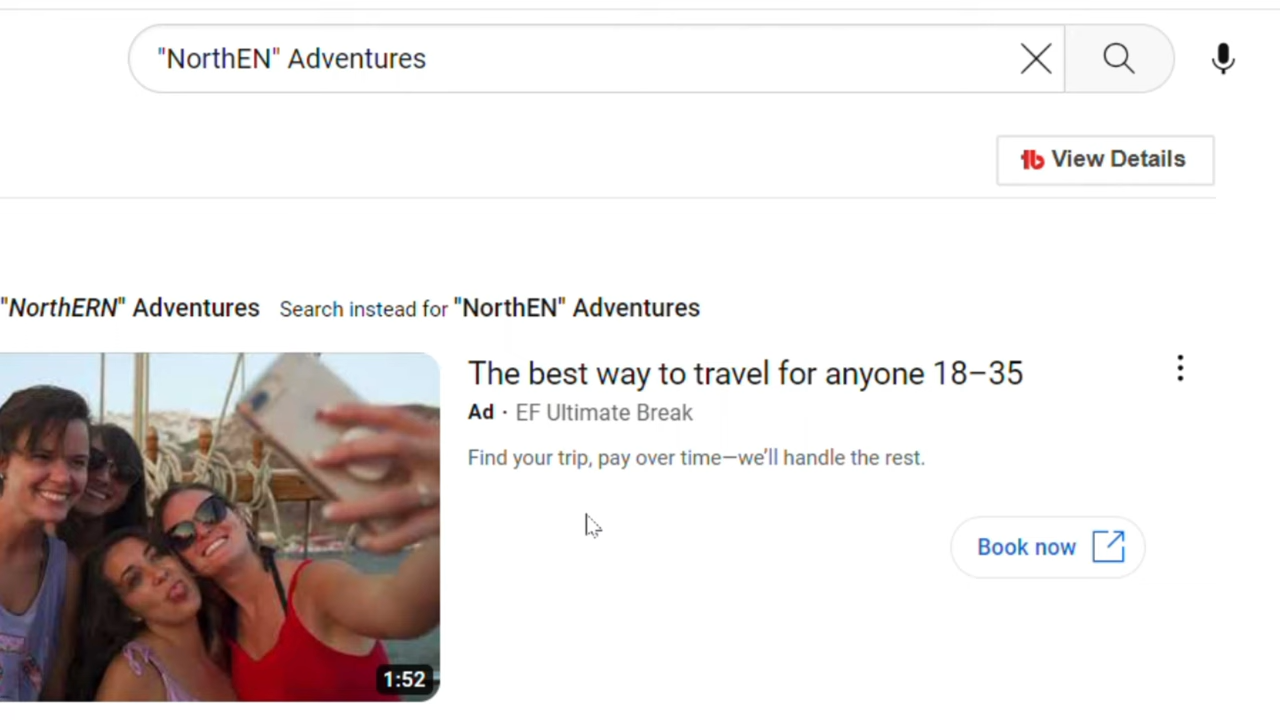 "NorthEN" Adventures
View Details
"NorthERN" Adventures Search instead for "NorthEN" Adventures
The best way to travel for anyone 18–35
Ad · EF Ultimate Break
Find your trip, pay over time—we'll handle the rest.
Book now
1:52